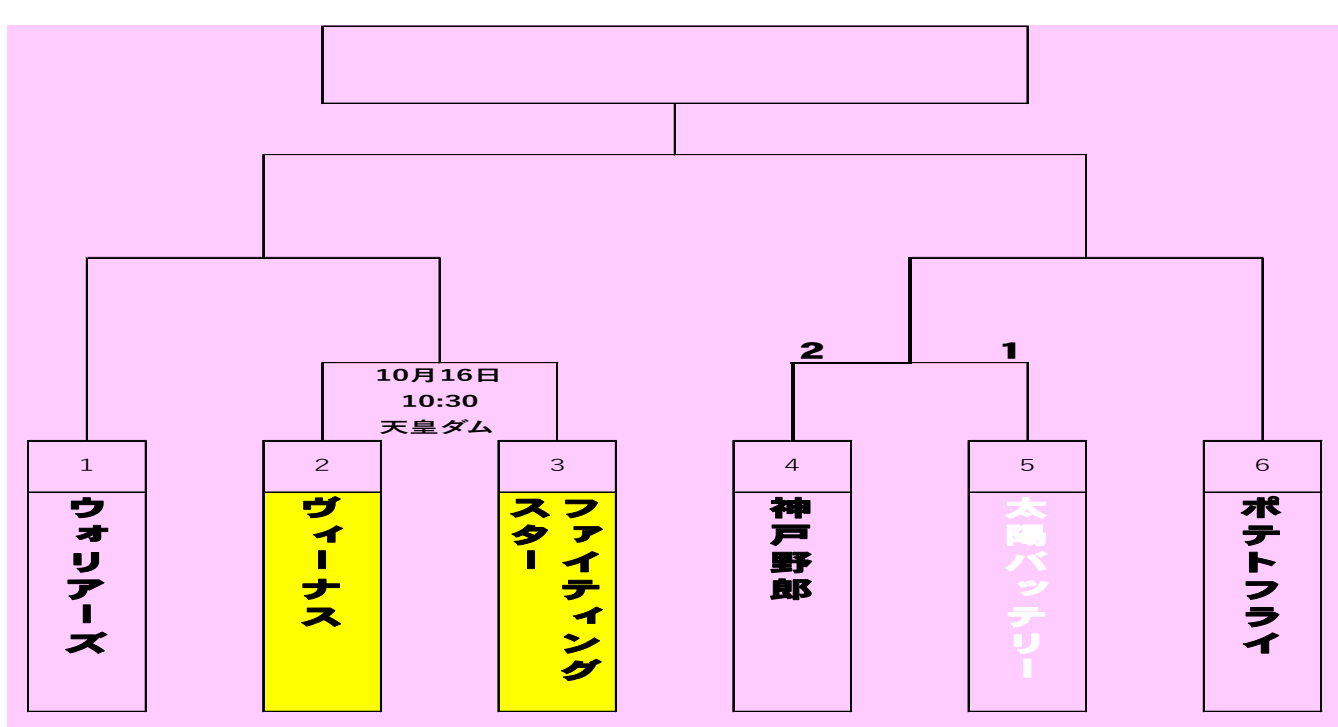 2 1
10月16日
10:30
天皇ダム
1 2 3 4 5 6
ウォリアーズ
ヴィーナス
ファイティング
スター
神戸野郎
太陽バッテリー
ポテトフライ